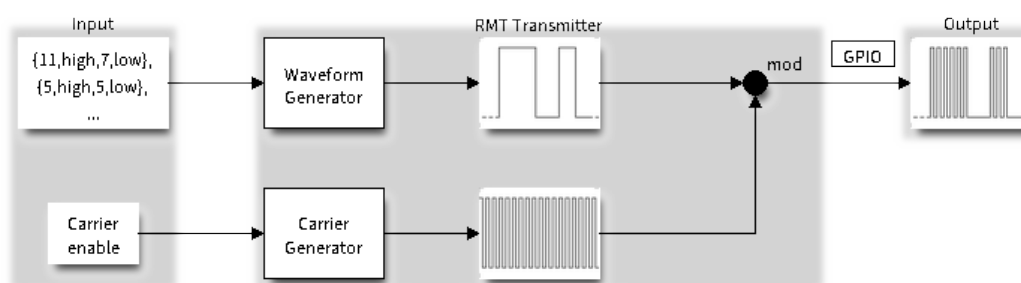 Input
RMT Transmitter
Output
{11,high,7,low},
{5,high,5,low},
...
Waveform
Generator
mod
GPIO
Carrier
enable
Carrier
Generator